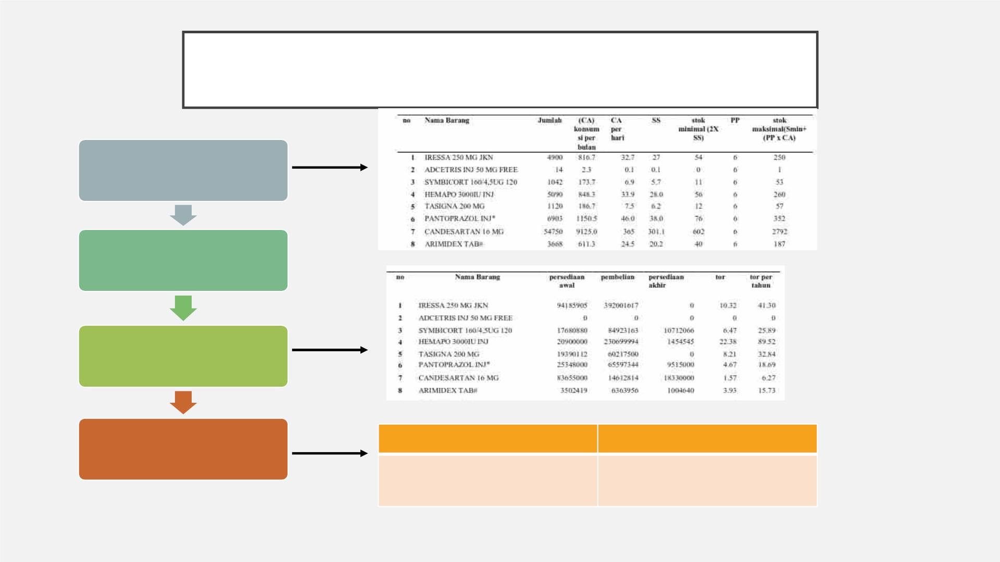 no Nama Barang Jumlah (CA) konsum si per bulan CA per hari SS stok minimal (2X SS) PP stok maksimal(Smin+ (PP x CA)
1 IRESSA 250 MG JKN 4900 816.7 32.7 27 54 6 250
2 ADCETRIS INJ 50 MG FREE 14 2.3 0.1 0.1 0 6 1
3 SYMBICORT 160/4,5UG 120 1042 173.7 6.9 5.7 11 6 53
4 HEMAPO 3000IU INJ 5090 848.3 33.9 28.0 56 6 260
5 TASIGNA 200 MG 1120 186.7 7.5 6.2 12 6 57
6 PANTOPRAZOL INJ* 6903 1150.5 46.0 38.0 76 6 352
7 CANDESARTAN 16 MG 54750 9125.0 365 301.1 602 6 2792
8 ARIMIDEX TAB# 3668 611.3 24.5 20.2 40 6 187
no Nama Barang persediaan awal pembelian persediaan akhir tor tor per tahun
1 IRESSA 250 MG JKN 94185905 392001617 0 10.32 41.30
2 ADCETRIS INJ 50 MG FREE 0 0 0 0 0
3 SYMBICORT 160/4,5UG 120 17680880 84923163 10712066 6.47 25.89
4 HEMAPO 3000IU INJ 20900000 230699994 1454545 22.38 89.52
5 TASIGNA 200 MG 19390112 60217500 0 8.21 32.84
6 PANTOPRAZOL INJ* 25348000 65597344 9515000 4.67 18.69
7 CANDESARTAN 16 MG 83655000 14612814 18330000 1.57 6.27
8 ARIMIDEX TAB# 3502419 6363956 1004640 3.93 15.73